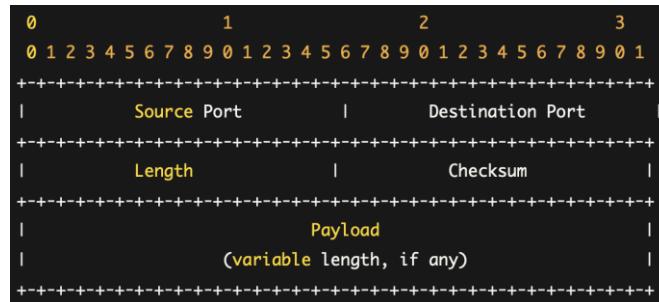 0                   1                   2                   3
0 1 2 3 4 5 6 7 8 9 0 1 2 3 4 5 6 7 8 9 0 1 2 3 4 5 6 7 8 9 0 1
+-+-+-+-+-+-+-+-+-+-+-+-+-+-+-+-+-+-+-+-+-+-+-+-+-+-+-+-+-+-+-+-+
|           Source Port          |        Destination Port       |
+-+-+-+-+-+-+-+-+-+-+-+-+-+-+-+-+-+-+-+-+-+-+-+-+-+-+-+-+-+-+-+-+
|           Length              |           Checksum            |
+-+-+-+-+-+-+-+-+-+-+-+-+-+-+-+-+-+-+-+-+-+-+-+-+-+-+-+-+-+-+-+-+
|                             Payload                           |
|                    (variable length, if any)                  |
+-+-+-+-+-+-+-+-+-+-+-+-+-+-+-+-+-+-+-+-+-+-+-+-+-+-+-+-+-+-+-+-+